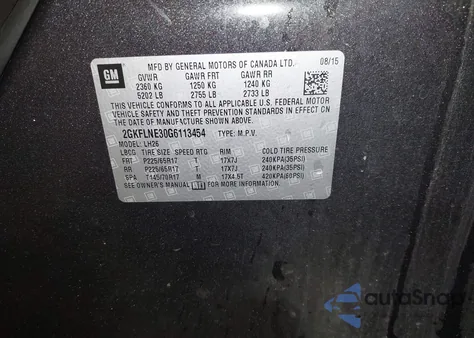 GM
MFD BY GENERAL MOTORS OF CANADA LTD. 08/15
GVWR GAWR FRT GAWR RR
2360 KG 1250 KG 1240 KG
5202 LB 2755 LB 2733 LB
THIS VEHICLE CONFORMS TO ALL APPLICABLE U.S. FEDERAL MOTOR
VEHICLE SAFETY, BUMPER, AND THEFT PREVENTION STANDARDS IN
EFFECT ON THE DATE OF MANUFACTURE SHOWN ABOVE.
2GKFLNE30G6113454 TYPE: M.P.V.
MODEL: LH26
LBCG TIRE SIZE SPEED RTG RIM COLD TIRE PRESSURE
FRT P225/65R17 T 17X7J 240KPA(35PSI)
RR P225/65R17 T 17X7J 240KPA(35PSI)
SPA T145/70R17 M 17X4.5T 420KPA(60PSI)
SEE OWNER'S MANUAL
autoSnap